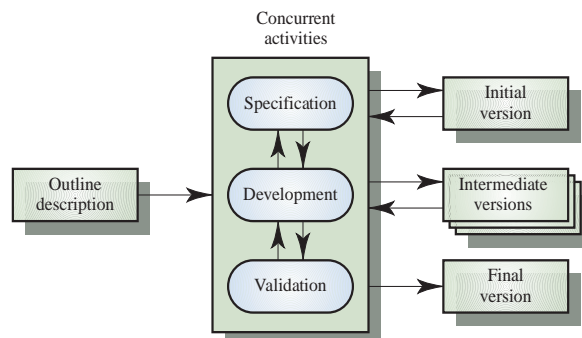 Concurrent
activities
Specification
Initial
version
Outline
description
Development
Intermediate
versions
Validation
Final
version